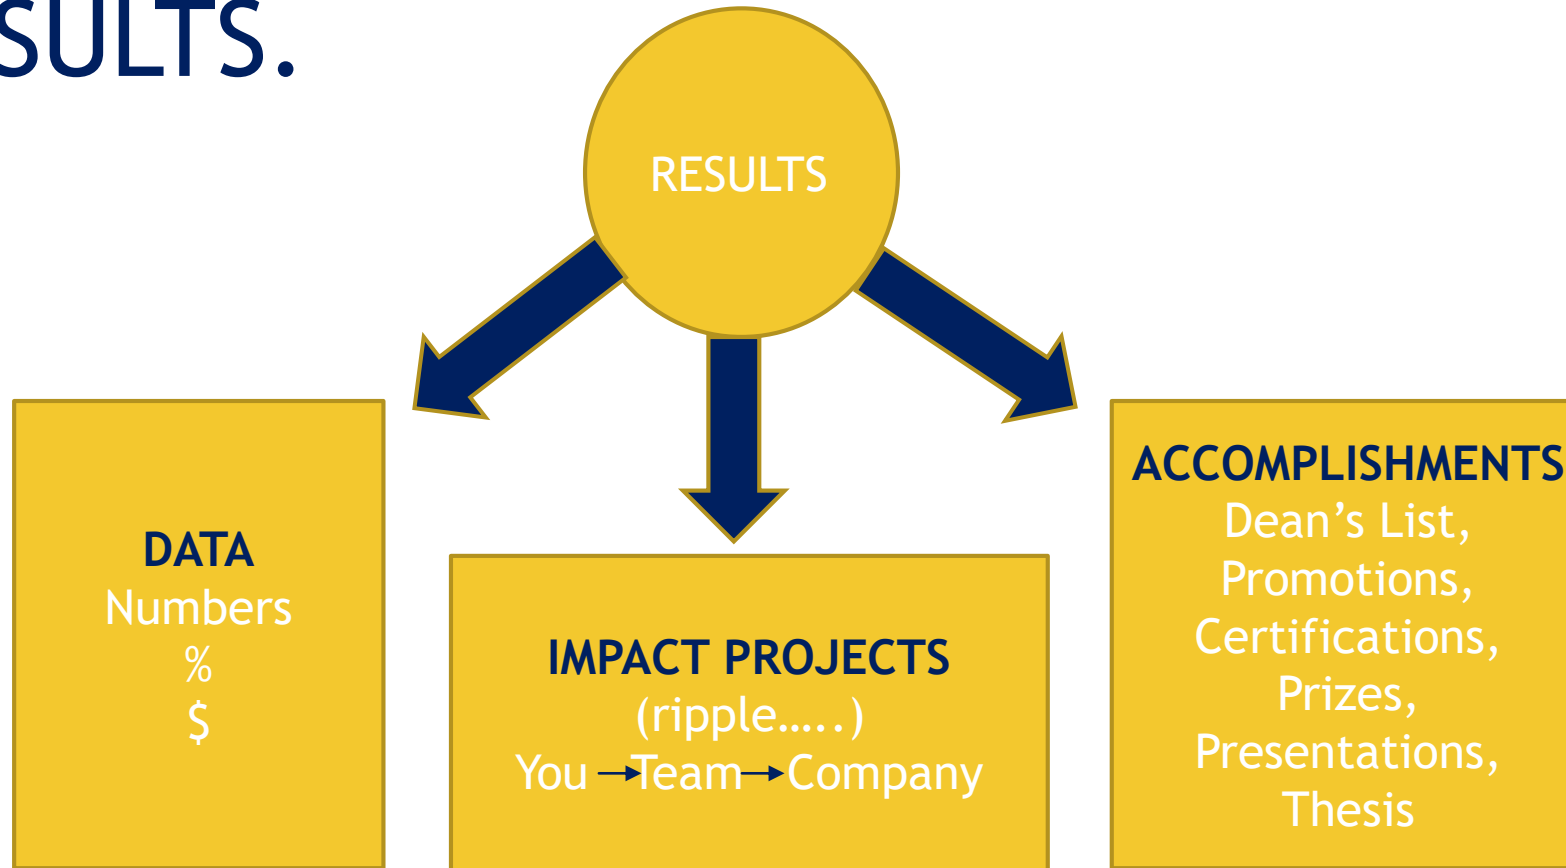 SULTS.
RESULTS
DATA
Numbers
%
$
IMPACT PROJECTS
(ripple.....)
You → Team → Company
ACCOMPLISHMENTS
Dean’s List,
Promotions,
Certifications,
Prizes,
Presentations,
Thesis